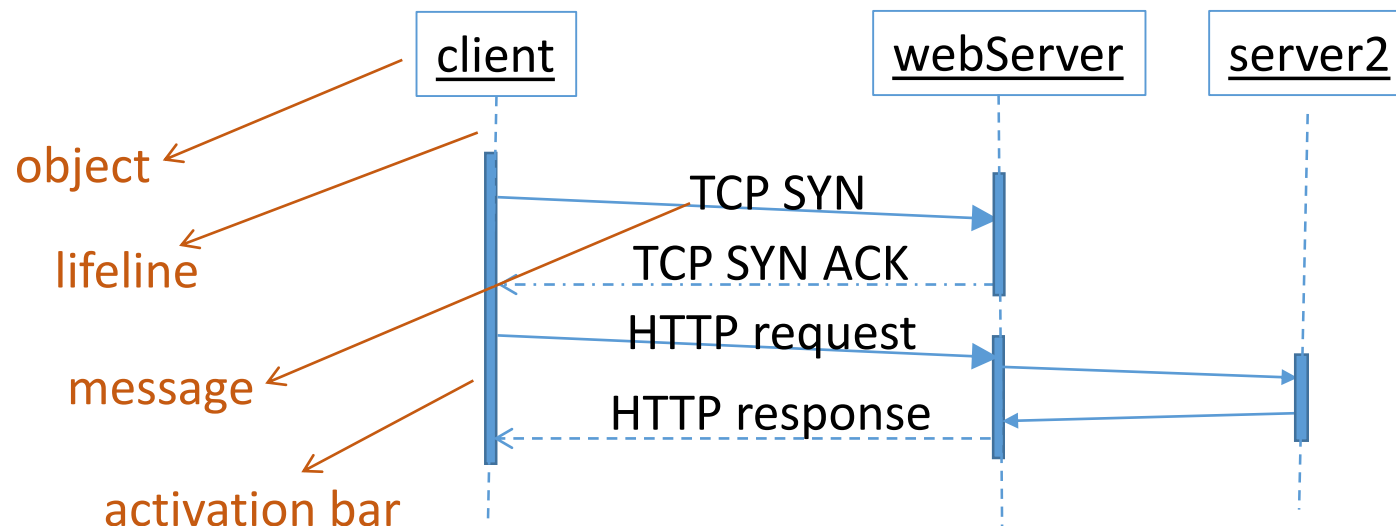 client
webServer
server2
object
TCP SYN
lifeline
TCP SYN ACK
HTTP request
message
HTTP response
activation bar